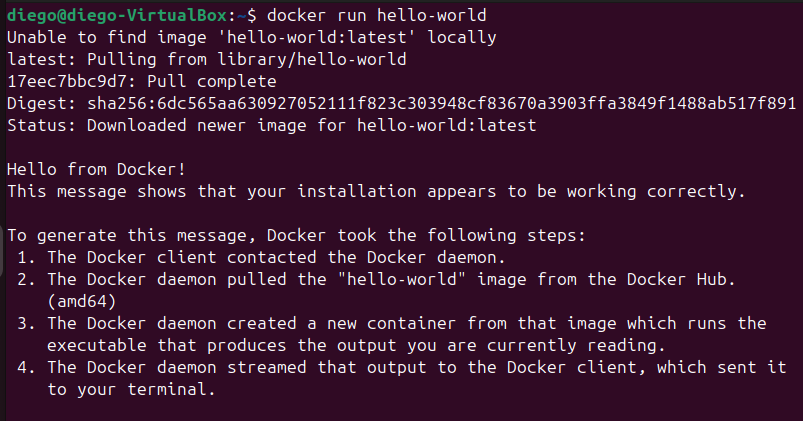 diego@diego-VirtualBox:~$ docker run hello-world
Unable to find image 'hello-world:latest' locally
latest: Pulling from library/hello-world
17eec7bbc9d7: Pull complete
Digest: sha256:6dc565aa630927052111f823c303948cf83670a3903ffa3849f1488ab517f891
Status: Downloaded newer image for hello-world:latest

Hello from Docker!
This message shows that your installation appears to be working correctly.

To generate this message, Docker took the following steps:
 1. The Docker client contacted the Docker daemon.
 2. The Docker daemon pulled the "hello-world" image from the Docker Hub.
    (amd64)
 3. The Docker daemon created a new container from that image which runs the
    executable that produces the output you are currently reading.
 4. The Docker daemon streamed that output to the Docker client, which sent it
    to your terminal.